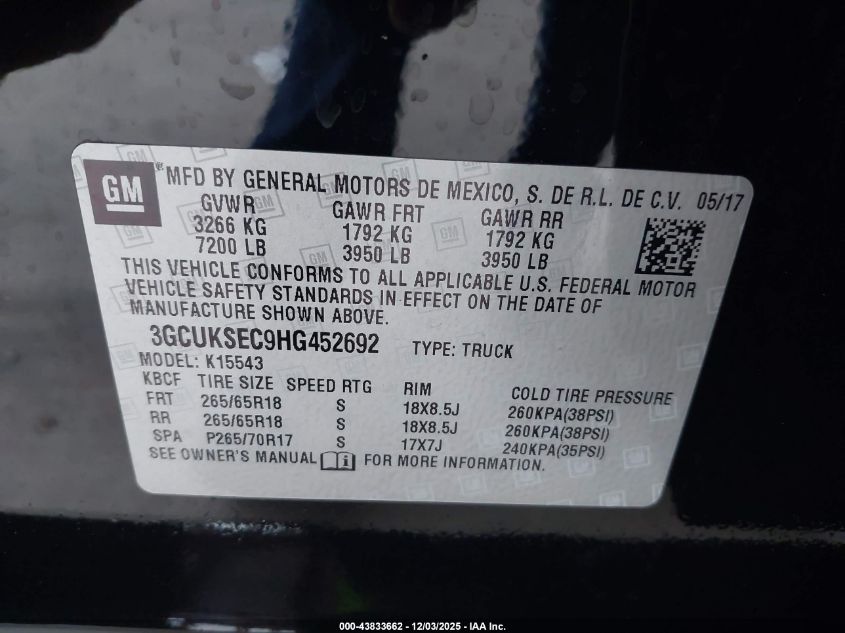 GM
MFD BY GENERAL MOTORS DE MEXICO, S. DE R.L. DE C.V. 05/17
GVWR GAWR FRT GAWR RR
3266 KG 1792 KG 1792 KG
7200 LB 3950 LB 3950 LB
THIS VEHICLE CONFORMS TO ALL APPLICABLE U.S. FEDERAL MOTOR
VEHICLE SAFETY STANDARDS IN EFFECT ON THE DATE OF
MANUFACTURE SHOWN ABOVE.
3GCUKSEC9HG452692 TYPE: TRUCK
MODEL: K15543
KBCF TIRE SIZE SPEED RTG RIM COLD TIRE PRESSURE
FRT 265/65R18 S 18X8.5J 260KPA(38PSI)
RR 265/65R18 S 18X8.5J 260KPA(38PSI)
SPA P265/70R17 S 17X7J 240KPA(35PSI)
SEE OWNER'S MANUAL FOR MORE INFORMATION.
000-43833662 - 12/03/2025 - IAA Inc.